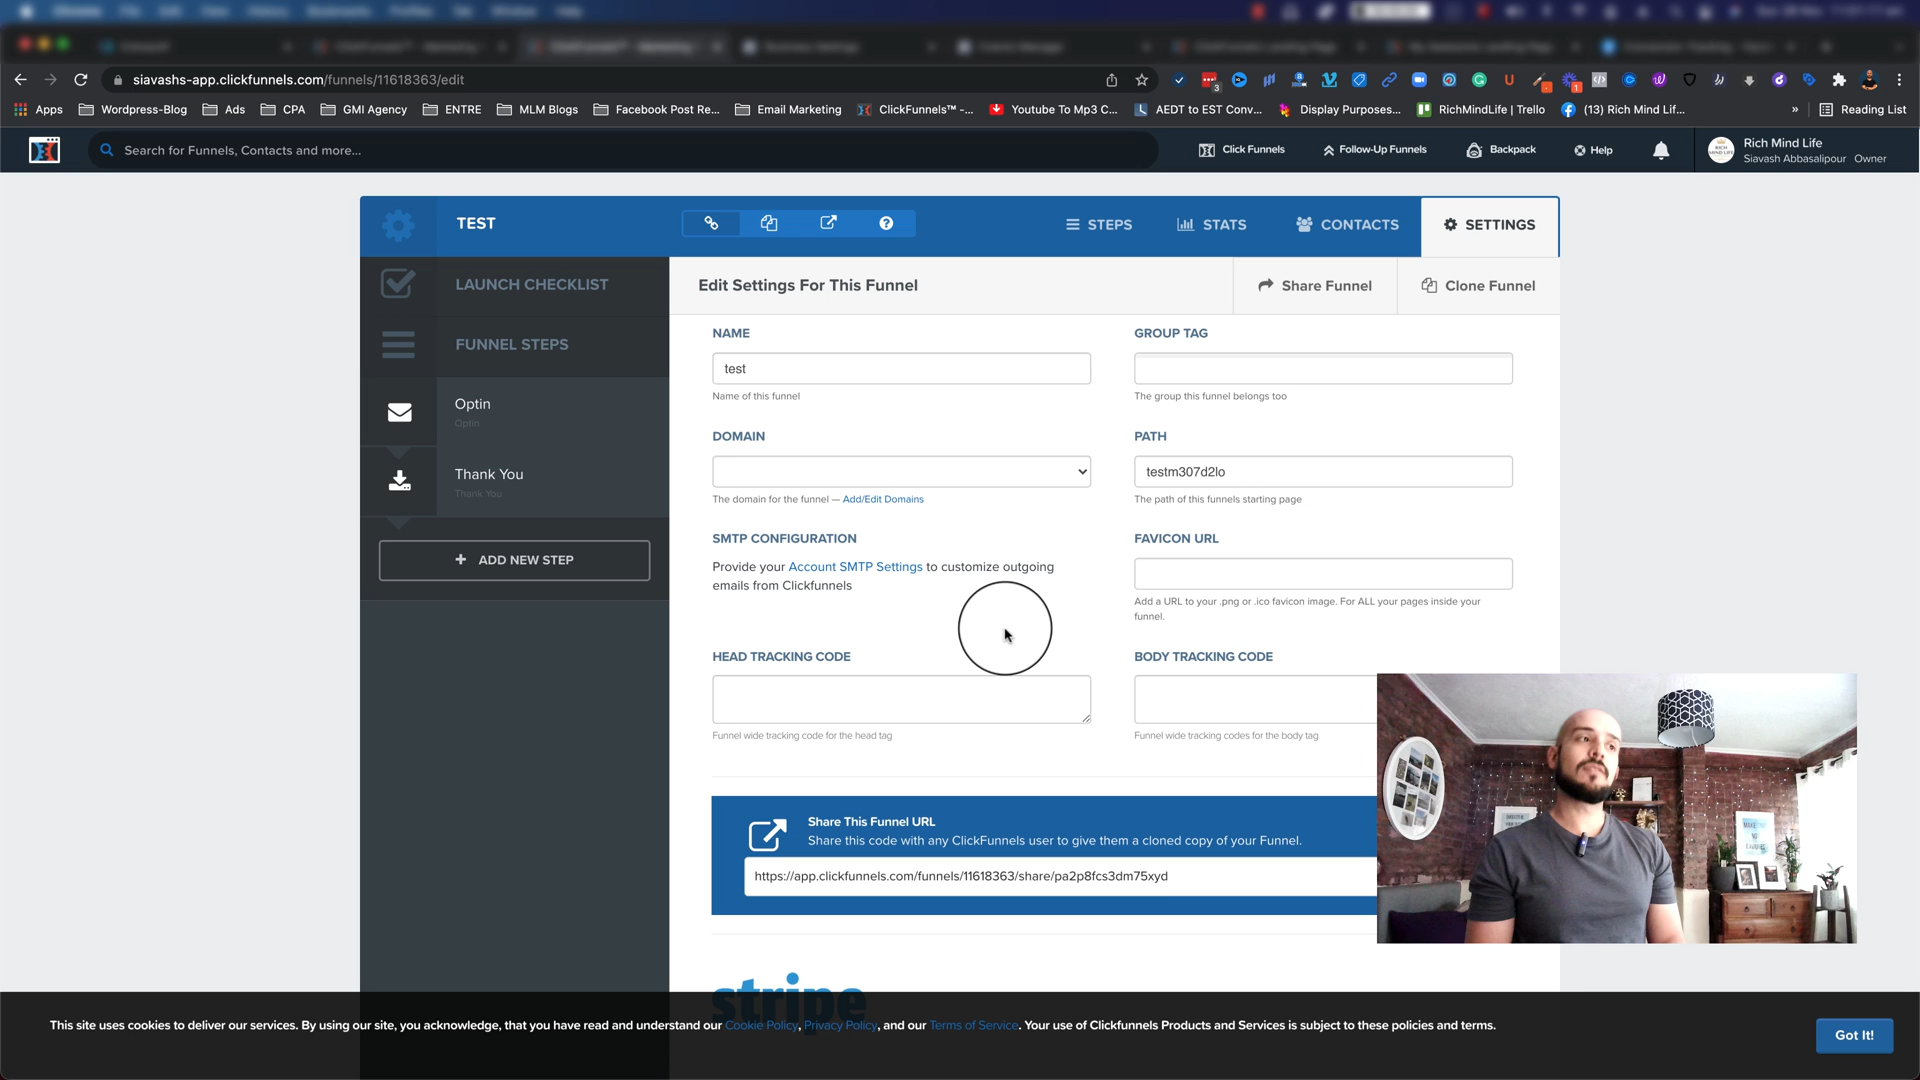 siavashs-app.clickfunnels.com/funnels/11618363/edit
Apps Wordpress-Blog Ads CPA GMI Agency ENTRE MLM Blogs Facebook Post Re... Email Marketing ClickFunnels™ -... Youtube To Mp3 C... AEDT to EST Conv... Display Purposes... RichMindLife | Trello (13) Rich Mind Lif... » Reading List
Search for Funnels, Contacts and more...
Click Funnels
Follow-Up Funnels
Backpack
Help
Rich Mind Life
Siavash Abbasalipour Owner
TEST
STEPS
STATS
CONTACTS
SETTINGS
LAUNCH CHECKLIST
FUNNEL STEPS
Optin
Optin
Thank You
Thank You
+ ADD NEW STEP
Edit Settings For This Funnel
Share Funnel
Clone Funnel
NAME
test
Name of this funnel
GROUP TAG
The group this funnel belongs too
DOMAIN
The domain for the funnel — Add/Edit Domains
PATH
testm307d2lo
The path of this funnels starting page
SMTP CONFIGURATION
Provide your Account SMTP Settings to customize outgoing
emails from Clickfunnels
FAVICON URL
Add a URL to your .png or .ico favicon image. For ALL your pages inside your
funnel.
HEAD TRACKING CODE
Funnel wide tracking code for the head tag
BODY TRACKING CODE
Funnel wide tracking codes for the body tag
Share This Funnel URL
Share this code with any ClickFunnels user to give them a cloned copy of your Funnel.
https://app.clickfunnels.com/funnels/11618363/share/pa2p8fcs3dm75xyd
stripe
This site uses cookies to deliver our services. By using our site, you acknowledge, that you have read and understand our Cookie Policy, Privacy Policy, and our Terms of Service. Your use of Clickfunnels Products and Services is subject to these policies and terms.
Got It!